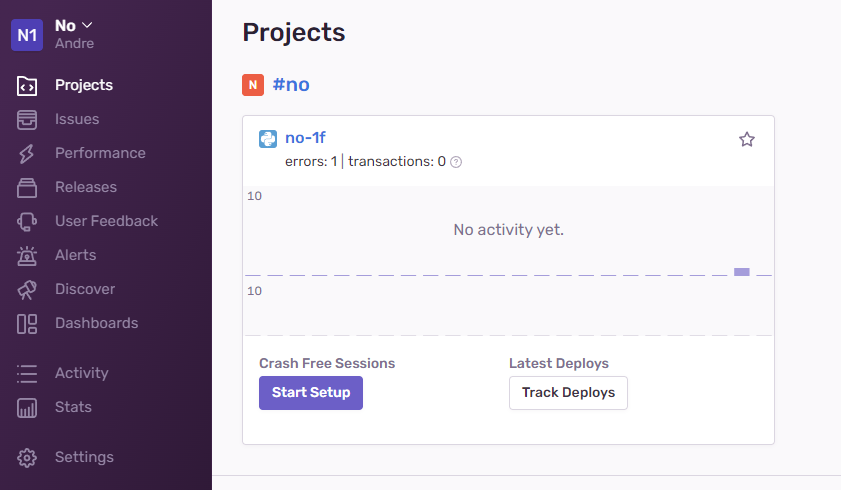 N1
No
Andre
Projects
Issues
Performance
Releases
User Feedback
Alerts
Discover
Dashboards
Activity
Stats
Settings
Projects
N #no
no-1f
errors: 1 | transactions: 0 ?
10
No activity yet.
10
Crash Free Sessions
Start Setup
Latest Deploys
Track Deploys